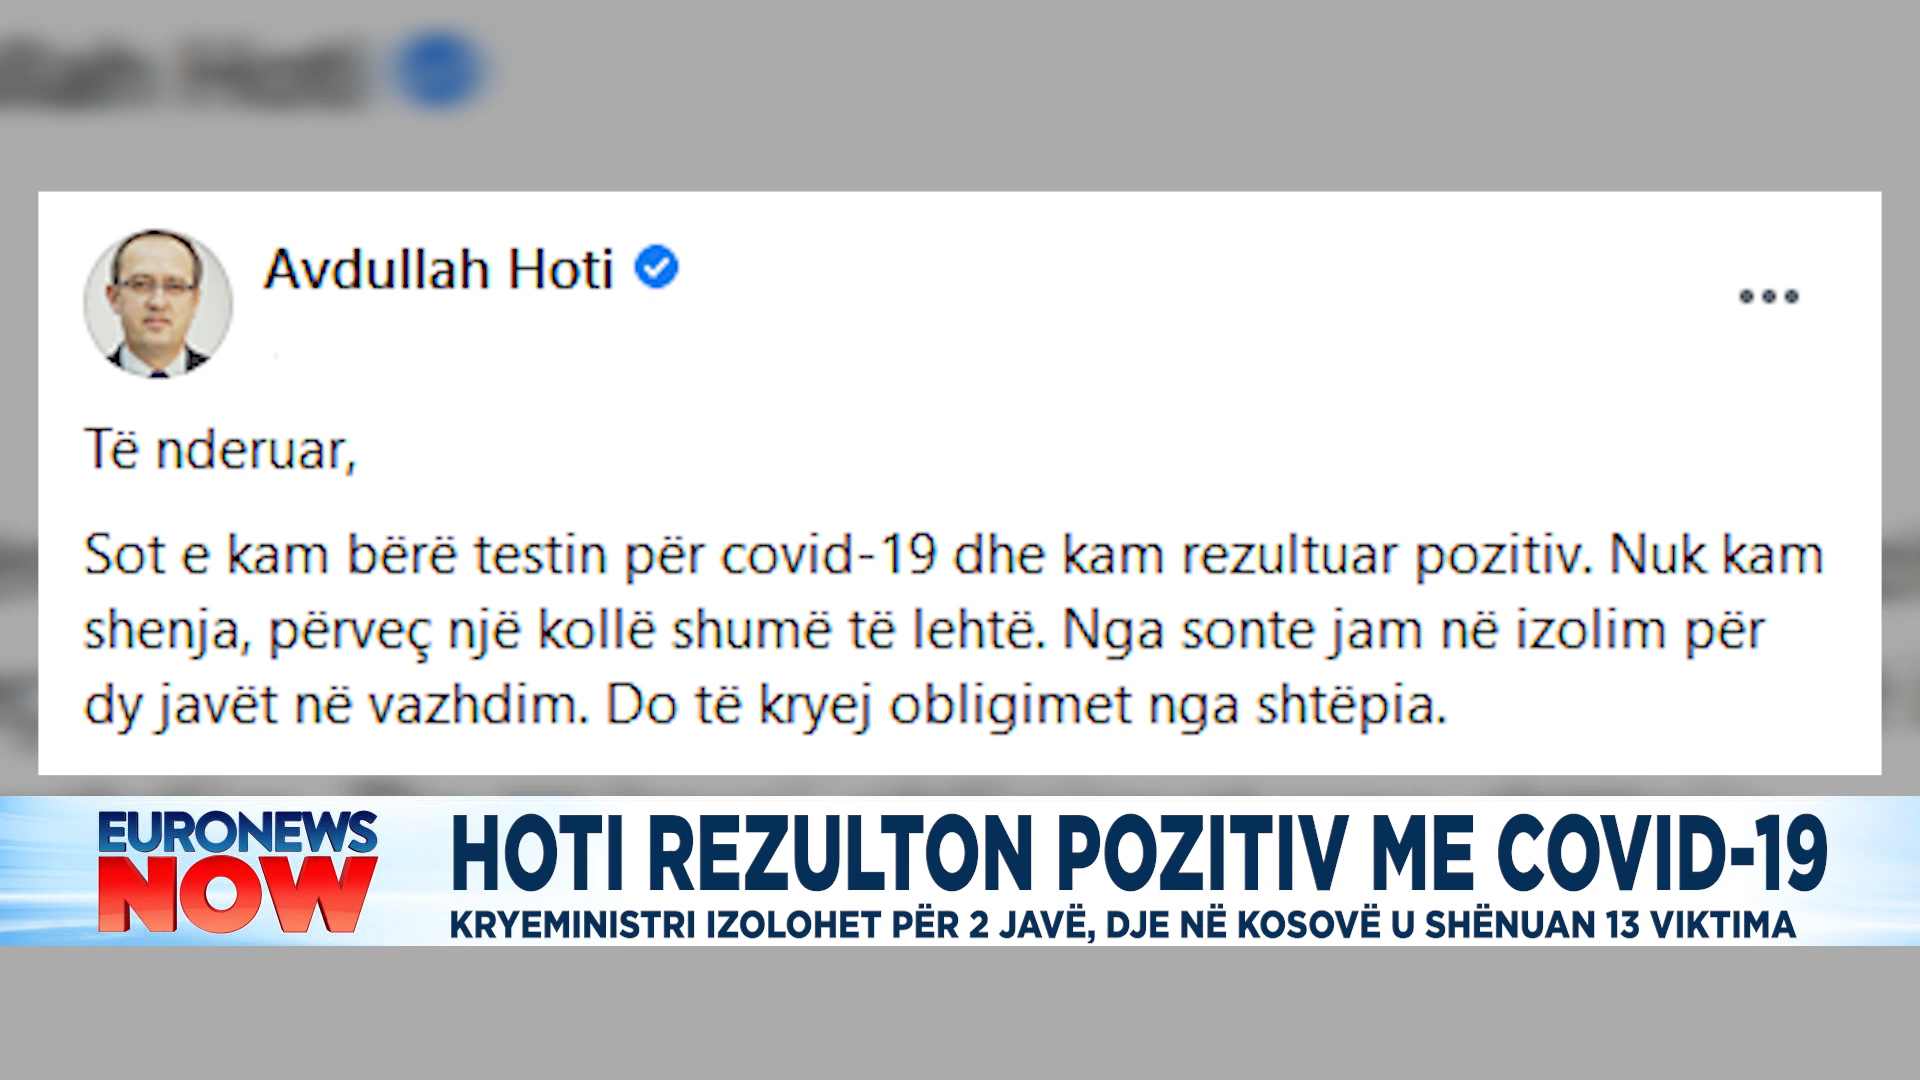 Avdullah Hoti
Të nderuar,
Sot e kam bërë testin për covid-19 dhe kam rezultuar pozitiv. Nuk kam
shenja, përveç një kollë shumë të lehtë. Nga sonte jam në izolim për
dy javët në vazhdim. Do të kryej obligimet nga shtëpia.
EURONEWS
NOW
HOTI REZULTON POZITIV ME COVID-19
KRYEMINISTRI IZOLOHET PËR 2 JAVË, DJE NË KOSOVË U SHËNUAN 13 VIKTIMA